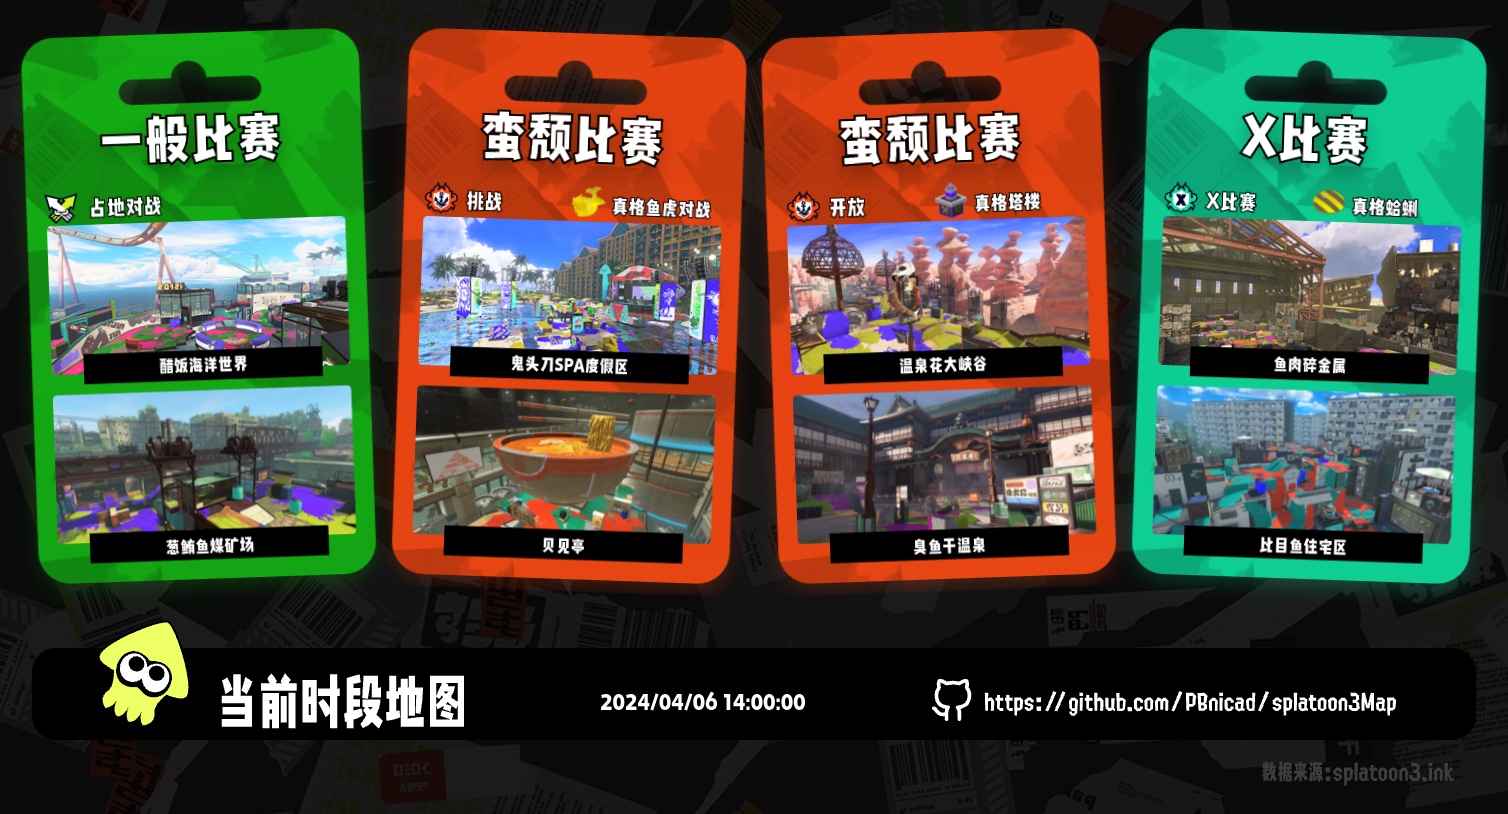 一般比赛
占地对战
醋饭海洋世界
葱鲔鱼煤矿场
蛮颓比赛
挑战
真格鱼虎对战
鬼头刀SPA度假区
贝见亭
蛮颓比赛
开放
真格塔楼
温泉花大峡谷
臭鱼干温泉
X比赛
X比赛
真格蛤蜊
鱼肉碎金属
比目鱼住宅区
当前时段地图
2024/04/06 14:00:00
https://github.com/PBnicad/splatoon3Map
数据来源:splatoon3.ink